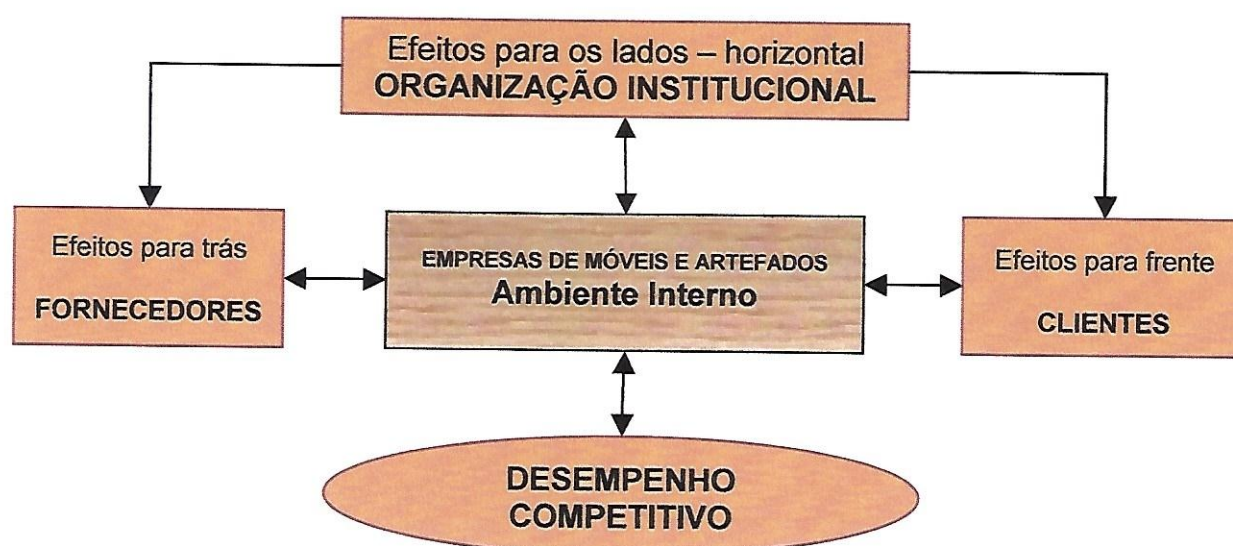 Efeitos para os lados – horizontal
ORGANIZAÇÃO INSTITUCIONAL
Efeitos para trás
FORNECEDORES
EMPRESAS DE MÓVEIS E ARTEFADOS
Ambiente Interno
Efeitos para frente
CLIENTES
DESEMPENHO
COMPETITIVO